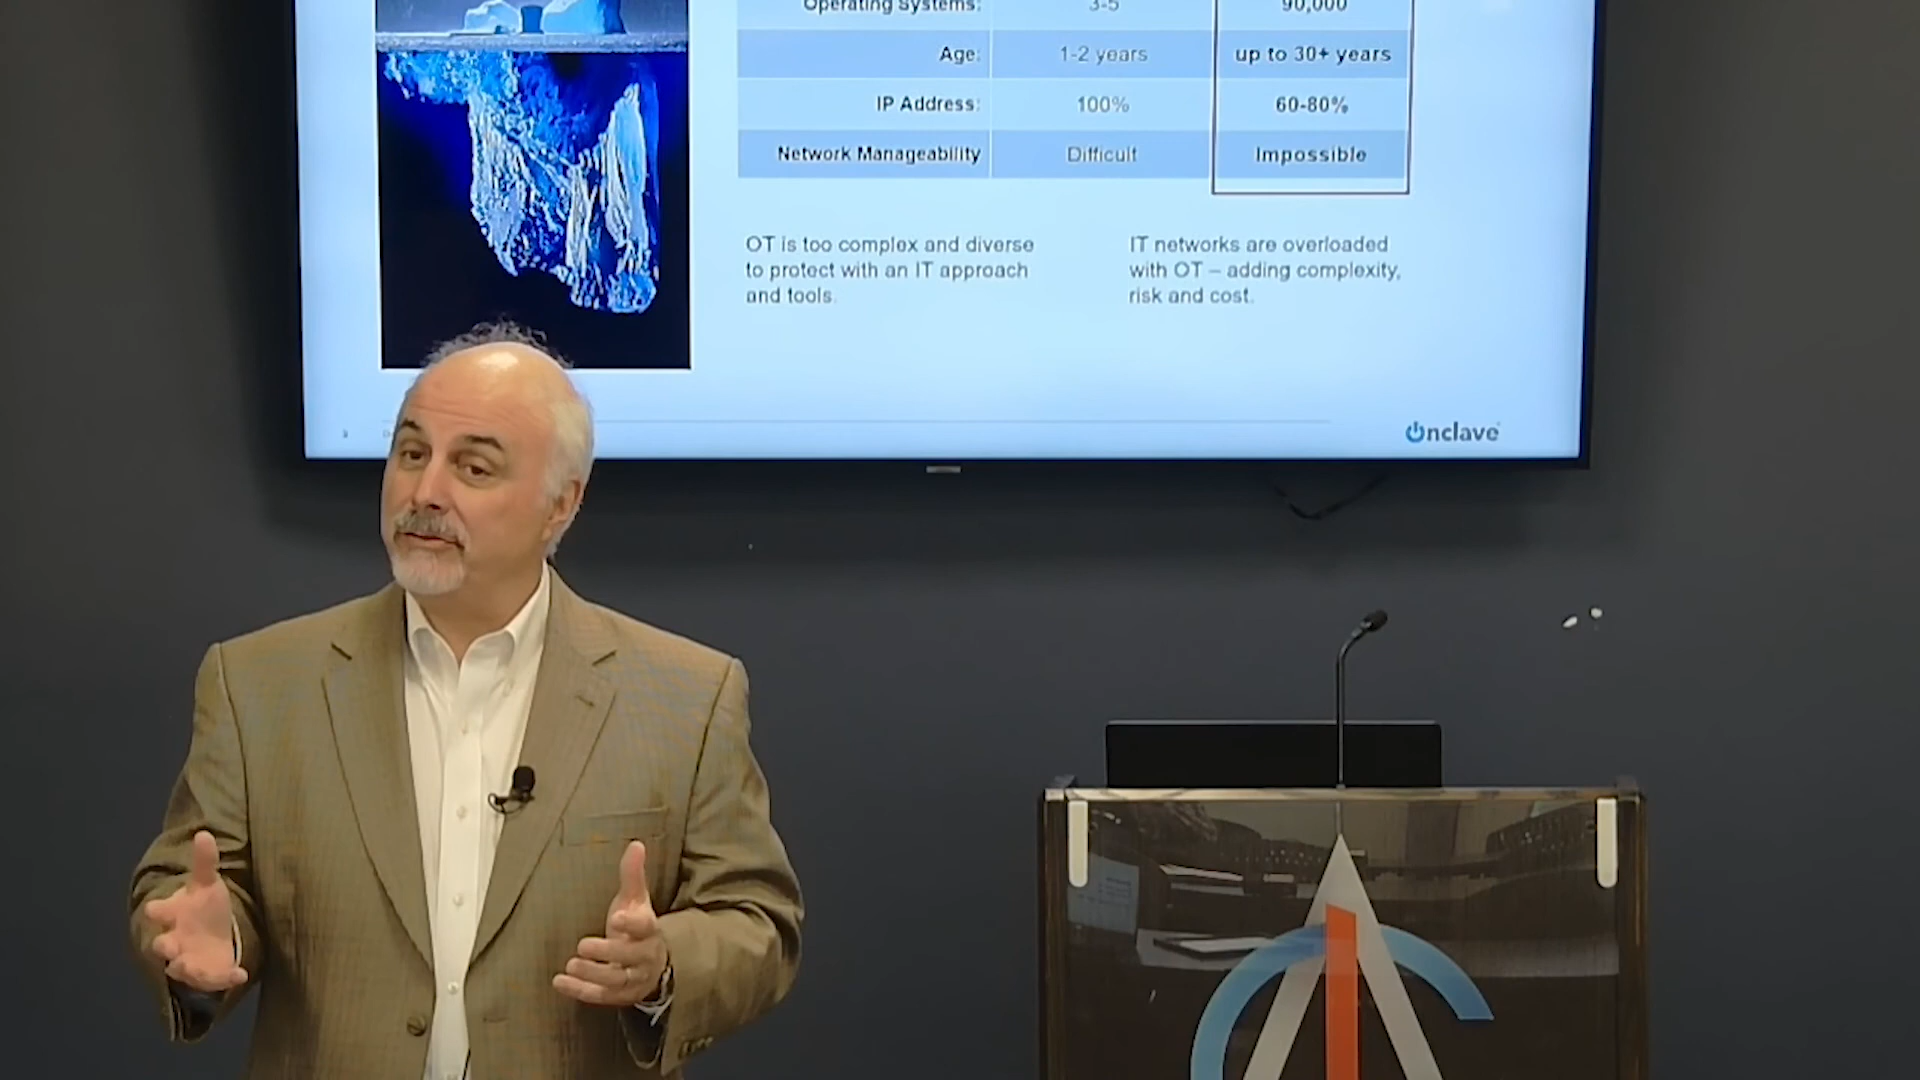 Operating Systems: 3-5 90,000
Age: 1-2 years up to 30+ years
IP Address: 100% 60-80%
Network Manageability Difficult Impossible
OT is too complex and diverse
to protect with an IT approach
and tools.
IT networks are overloaded
with OT – adding complexity,
risk and cost.
3
Onclave